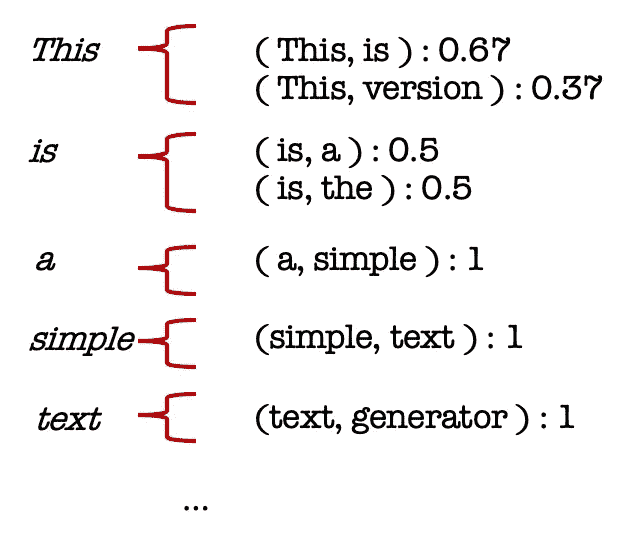 This ( This, is ) : 0.67
( This, version ) : 0.37
is ( is, a ) : 0.5
( is, the ) : 0.5
a ( a, simple ) : 1
simple (simple, text ) : 1
text (text, generator ) : 1
...